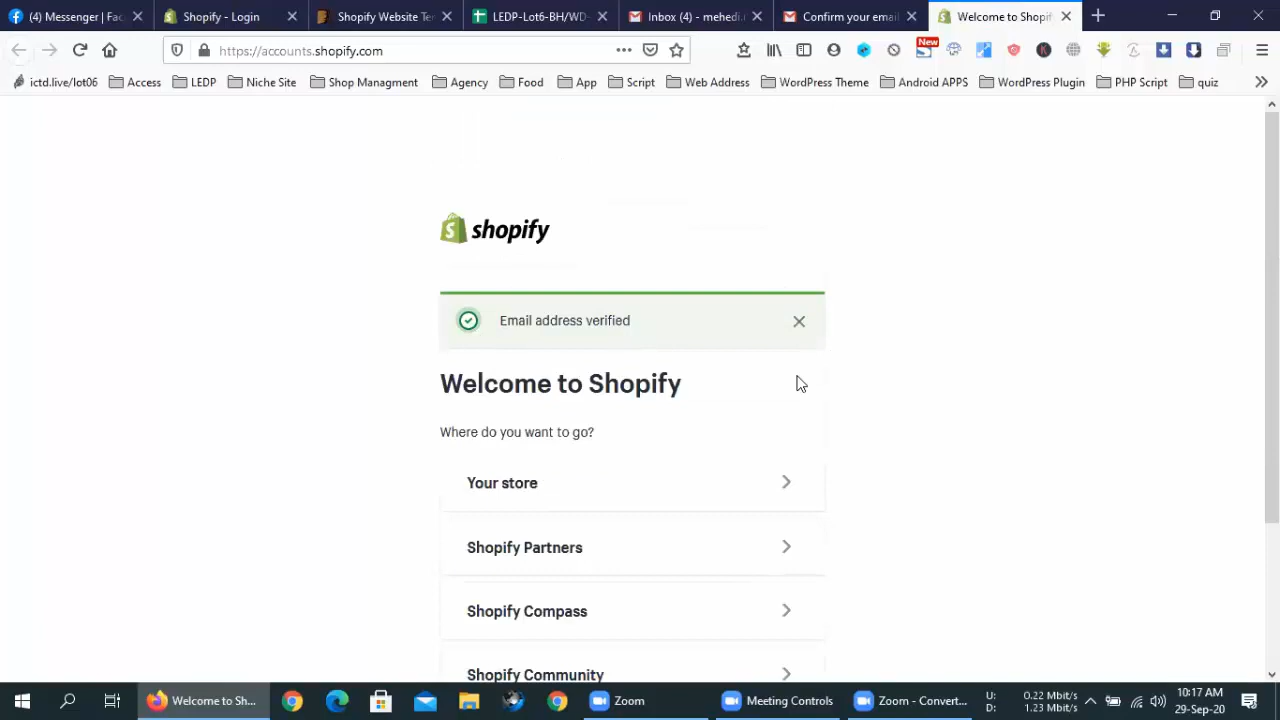 (4) Messenger | Fac
Shopify - Login
Shopify Website Te
LEDP-Lot6-BH/WD-
Inbox (4) - mehedi.
Confirm your email
Welcome to Shopif
https://accounts.shopify.com
New
ictd.live/lot06
Access
LEDP
Niche Site
Shop Managment
Agency
Food
App
Script
Web Address
WordPress Theme
Android APPS
WordPress Plugin
PHP Script
quiz
shopify
Email address verified
Welcome to Shopify
Where do you want to go?
Your store
Shopify Partners
Shopify Compass
Shopify Community
Welcome to Sh...
Zoom
Meeting Controls
Zoom - Convert...
U: 0.22 Mbit/s
D: 1.23 Mbit/s
10:17 AM
29-Sep-20